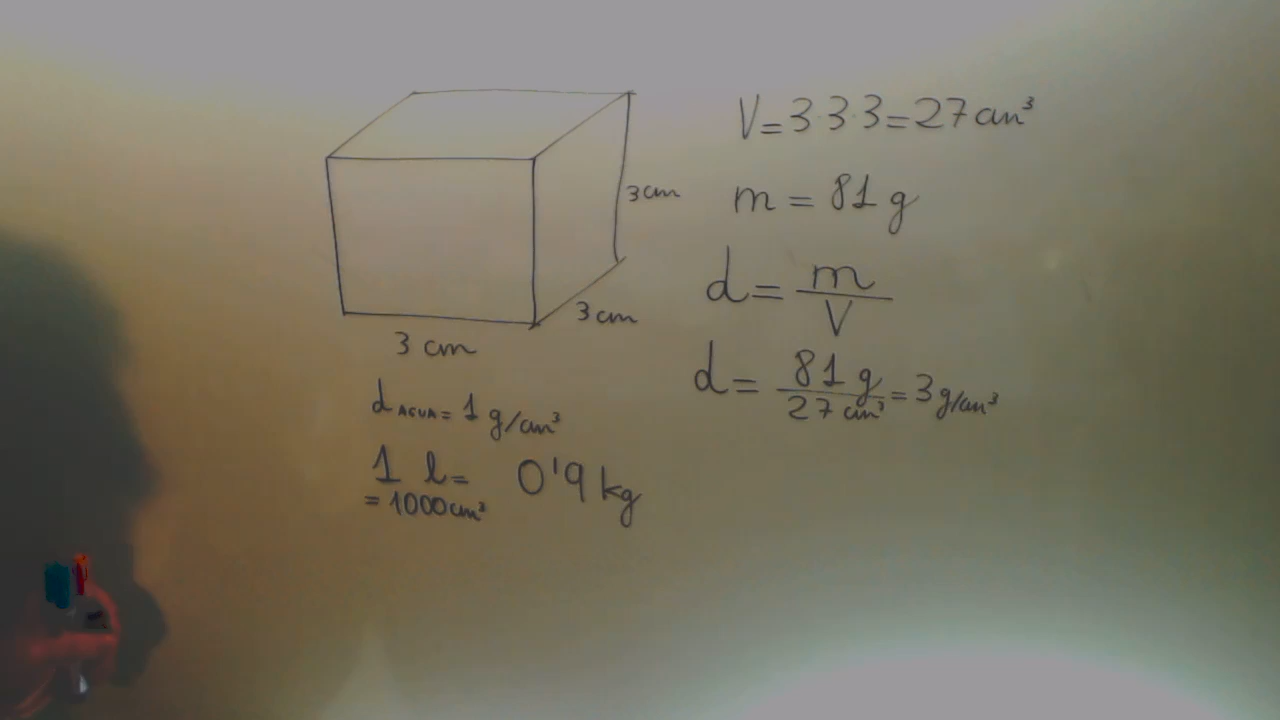 3 cm
3 cm
3 cm
d AGUA = 1 g/cm³
1 l = 0'9 kg
= 1000 cm³
V = 3·3·3 = 27 cm³
m = 81 g
d = m/V
d = 81 g / 27 cm³ = 3 g/cm³